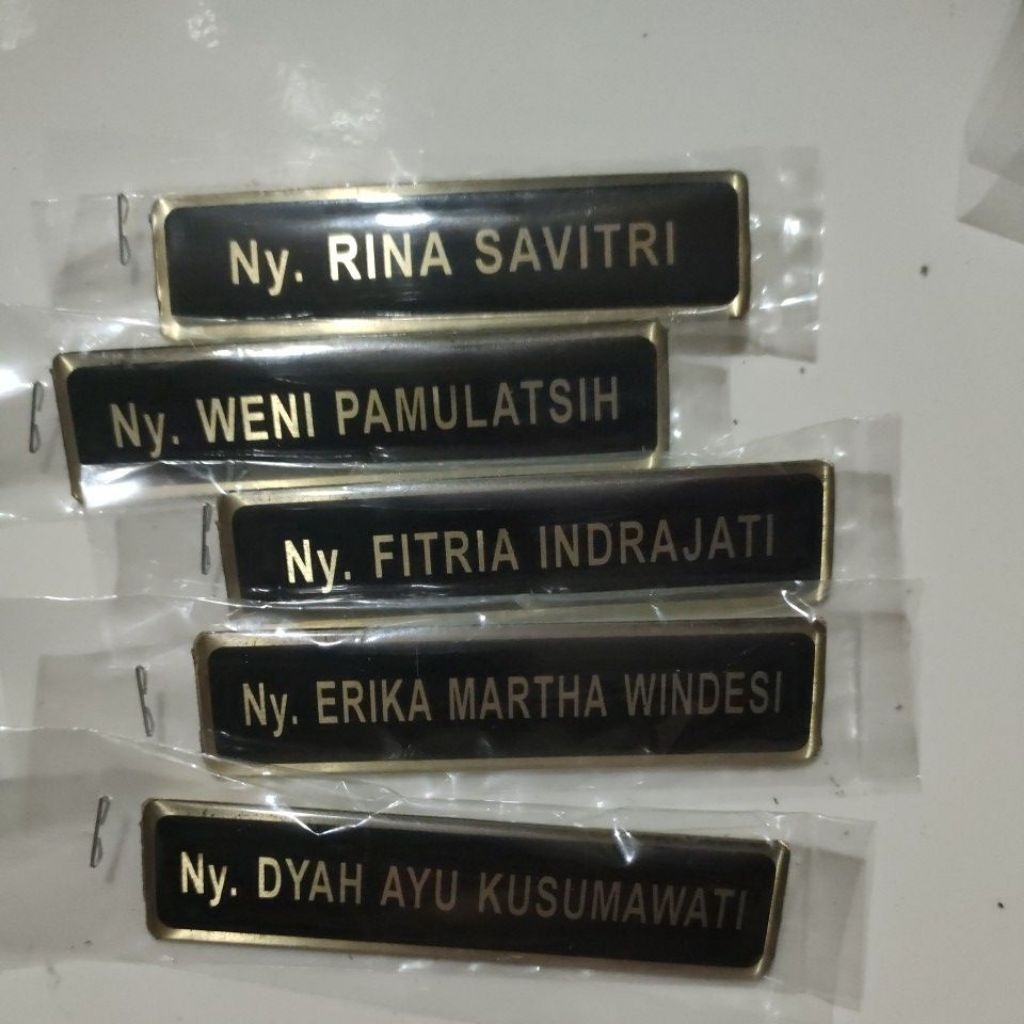 Ny. RINA SAVITRI
Ny. WENI PAMULATSIH
Ny. FITRIA INDRAJATI
Ny. ERIKA MARTHA WINDESI
Ny. DYAH AYU KUSUMAWATI